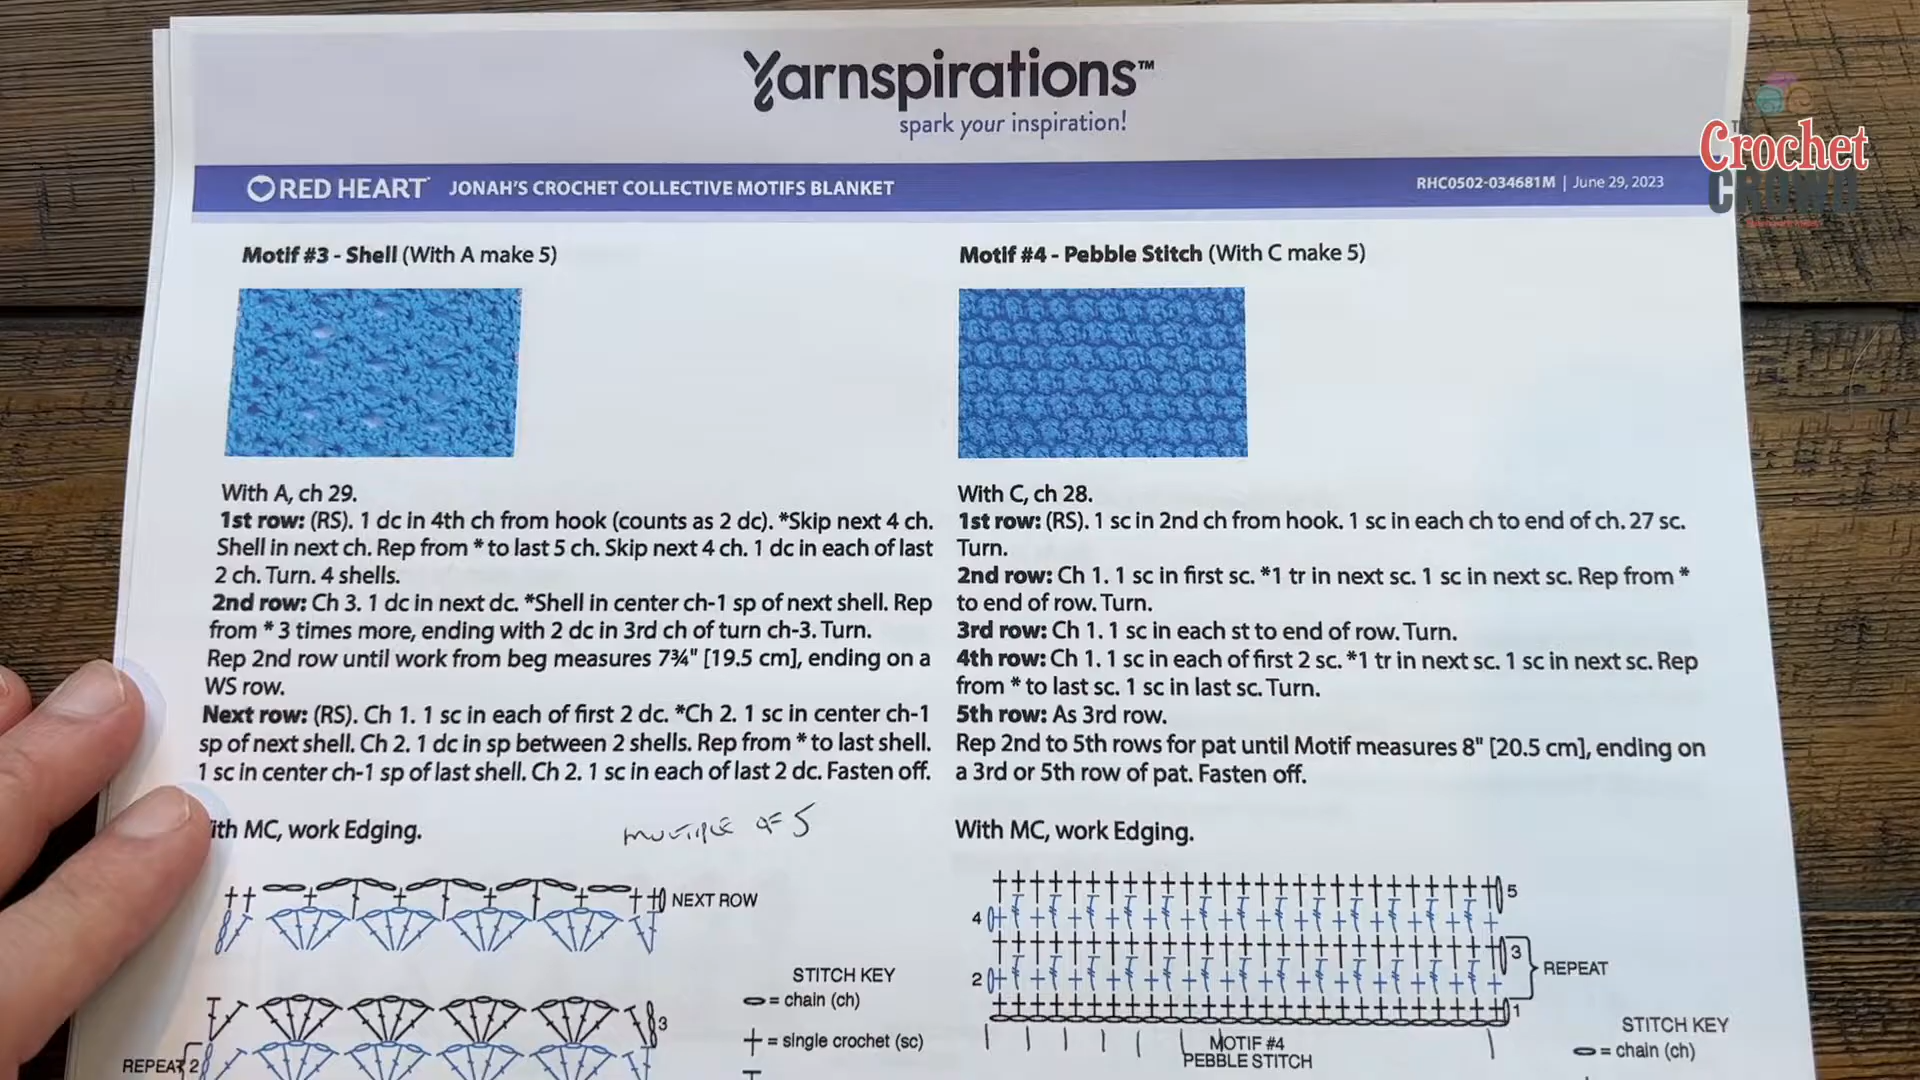 Yarnspirations™
spark your inspiration!
Crochet
CROWD
RED HEART JONAH'S CROCHET COLLECTIVE MOTIFS BLANKET
RHC0502-034681M | June 29, 2023
Motif #3 - Shell (With A make 5)
With A, ch 29.
1st row: (RS). 1 dc in 4th ch from hook (counts as 2 dc). *Skip next 4 ch.
Shell in next ch. Rep from * to last 5 ch. Skip next 4 ch. 1 dc in each of last
2 ch. Turn. 4 shells.
2nd row: Ch 3. 1 dc in next dc. *Shell in center ch-1 sp of next shell. Rep
from * 3 times more, ending with 2 dc in 3rd ch of turn ch-3. Turn.
Rep 2nd row until work from beg measures 7¾" [19.5 cm], ending on a
WS row.
Next row: (RS). Ch 1. 1 sc in each of first 2 dc. *Ch 2. 1 sc in center ch-1
sp of next shell. Ch 2. 1 dc in sp between 2 shells. Rep from * to last shell.
1 sc in center ch-1 sp of last shell. Ch 2. 1 sc in each of last 2 dc. Fasten off.
ith MC, work Edging.
multiple of 5
NEXT ROW
STITCH KEY
= chain (ch)
3
= single crochet (sc)
REPEAT 2
Motif #4 - Pebble Stitch (With C make 5)
With C, ch 28.
1st row: (RS). 1 sc in 2nd ch from hook. 1 sc in each ch to end of ch. 27 sc.
Turn.
2nd row: Ch 1. 1 sc in first sc. *1 tr in next sc. 1 sc in next sc. Rep from *
to end of row. Turn.
3rd row: Ch 1. 1 sc in each st to end of row. Turn.
4th row: Ch 1. 1 sc in each of first 2 sc. *1 tr in next sc. 1 sc in next sc. Rep
from * to last sc. 1 sc in last sc. Turn.
5th row: As 3rd row.
Rep 2nd to 5th rows for pat until Motif measures 8" [20.5 cm], ending on
a 3rd or 5th row of pat. Fasten off.
With MC, work Edging.
5
4
3
REPEAT
2
1
MOTIF #4
PEBBLE STITCH
STITCH KEY
= chain (ch)